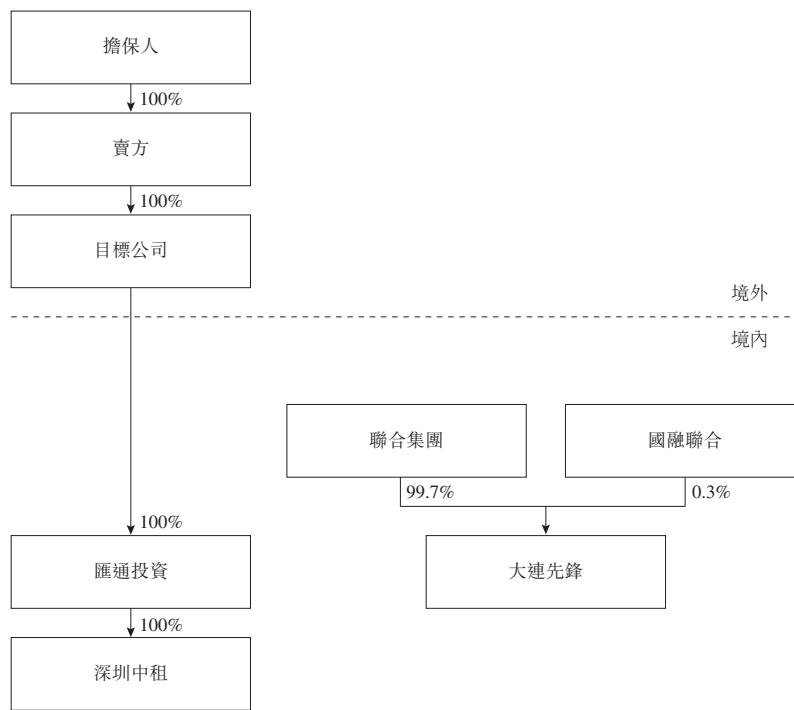 擔保人
100%
賣方
100%
目標公司
境外
境內
聯合集團
國融聯合
99.7%
0.3%
100%
匯通投資
大連先鋒
100%
深圳中租